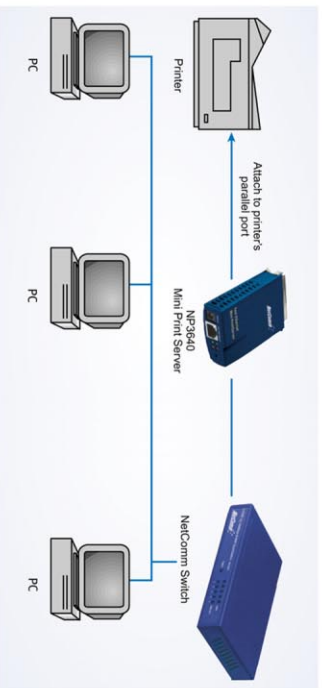 Attach to printer's
parallel port
Printer
NP3640
Mini Print Server
NetComm Switch
PC
PC
PC